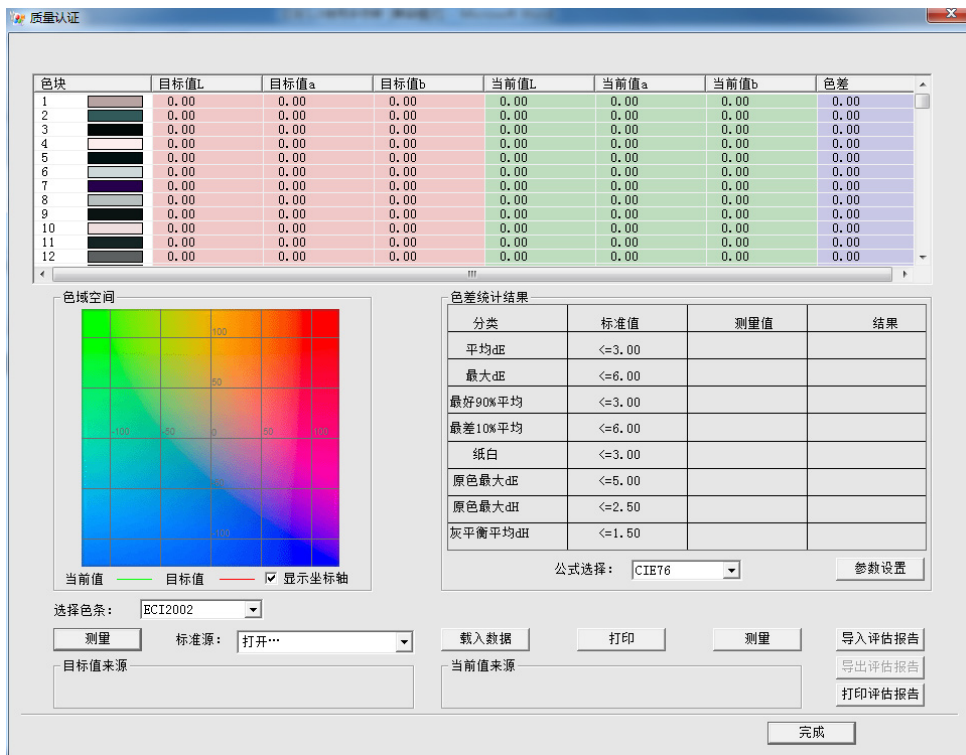 质量认证
色块 目标值L 目标值a 目标值b 当前值L 当前值a 当前值b 色差
1 0.00 0.00 0.00 0.00 0.00 0.00 0.00
2 0.00 0.00 0.00 0.00 0.00 0.00 0.00
3 0.00 0.00 0.00 0.00 0.00 0.00 0.00
4 0.00 0.00 0.00 0.00 0.00 0.00 0.00
5 0.00 0.00 0.00 0.00 0.00 0.00 0.00
6 0.00 0.00 0.00 0.00 0.00 0.00 0.00
7 0.00 0.00 0.00 0.00 0.00 0.00 0.00
8 0.00 0.00 0.00 0.00 0.00 0.00 0.00
9 0.00 0.00 0.00 0.00 0.00 0.00 0.00
10 0.00 0.00 0.00 0.00 0.00 0.00 0.00
11 0.00 0.00 0.00 0.00 0.00 0.00 0.00
12 0.00 0.00 0.00 0.00 0.00 0.00 0.00
色域空间
100
50
-100 -50 0 50 100
-100
当前值 目标值 显示坐标轴
色差统计结果
分类 标准值 测量值 结果
平均dE <=3.00
最大dE <=6.00
最好90%平均 <=3.00
最差10%平均 <=6.00
纸白 <=3.00
原色最大dE <=5.00
原色最大dH <=2.50
灰平衡平均dH <=1.50
公式选择: CIE76 参数设置
选择色条: ECI2002
测量 标准源: 打开… 载入数据 打印 测量 导入评估报告
目标值来源 当前值来源 导出评估报告
打印评估报告
完成